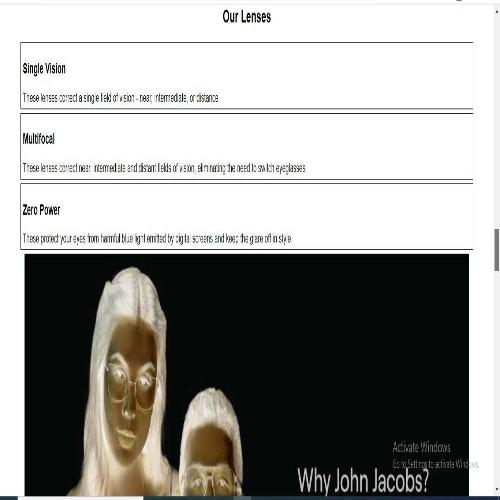 Our Lenses
Single Vision
These lenses correct a single field of vision - near, intermediate, or distance
Multifocal
These lenses correct near, intermediate and distant fields of vision, eliminating the need to switch eyeglasses
Zero Power
These protect your eyes from harmful blue light emitted by digital screens and keep the glare off in style
Activate Windows
Go to Settings to activate Windows.
Why John Jacobs?